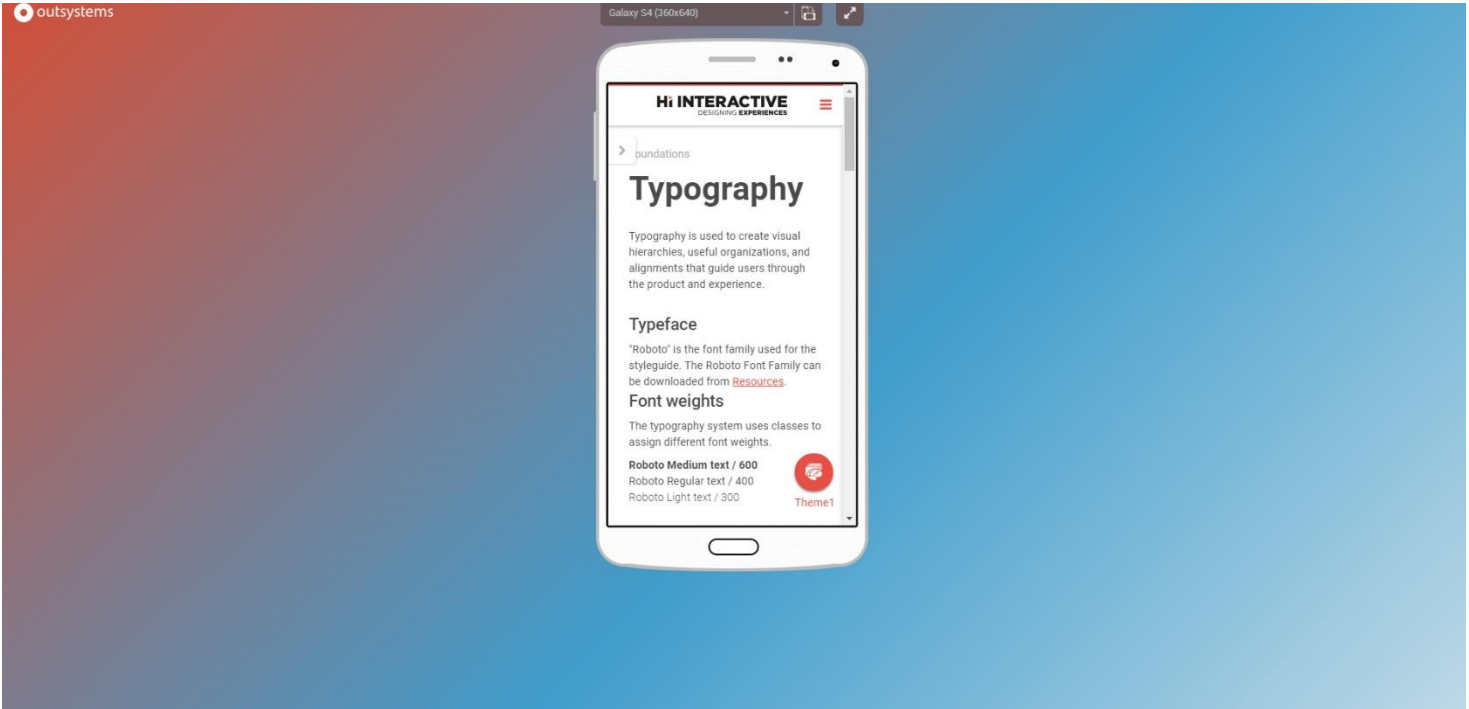 outsystems
Galaxy S4 (360x640)
Hi INTERACTIVE
DESIGNING EXPERIENCES
oundations
Typography
Typography is used to create visual
hierarchies, useful organizations, and
alignments that guide users through
the product and experience.
Typeface
"Roboto" is the font family used for the
styleguide. The Roboto Font Family can
be downloaded from Resources.
Font weights
The typography system uses classes to
assign different font weights.
Roboto Medium text / 600
Roboto Regular text / 400
Roboto Light text / 300
Theme1